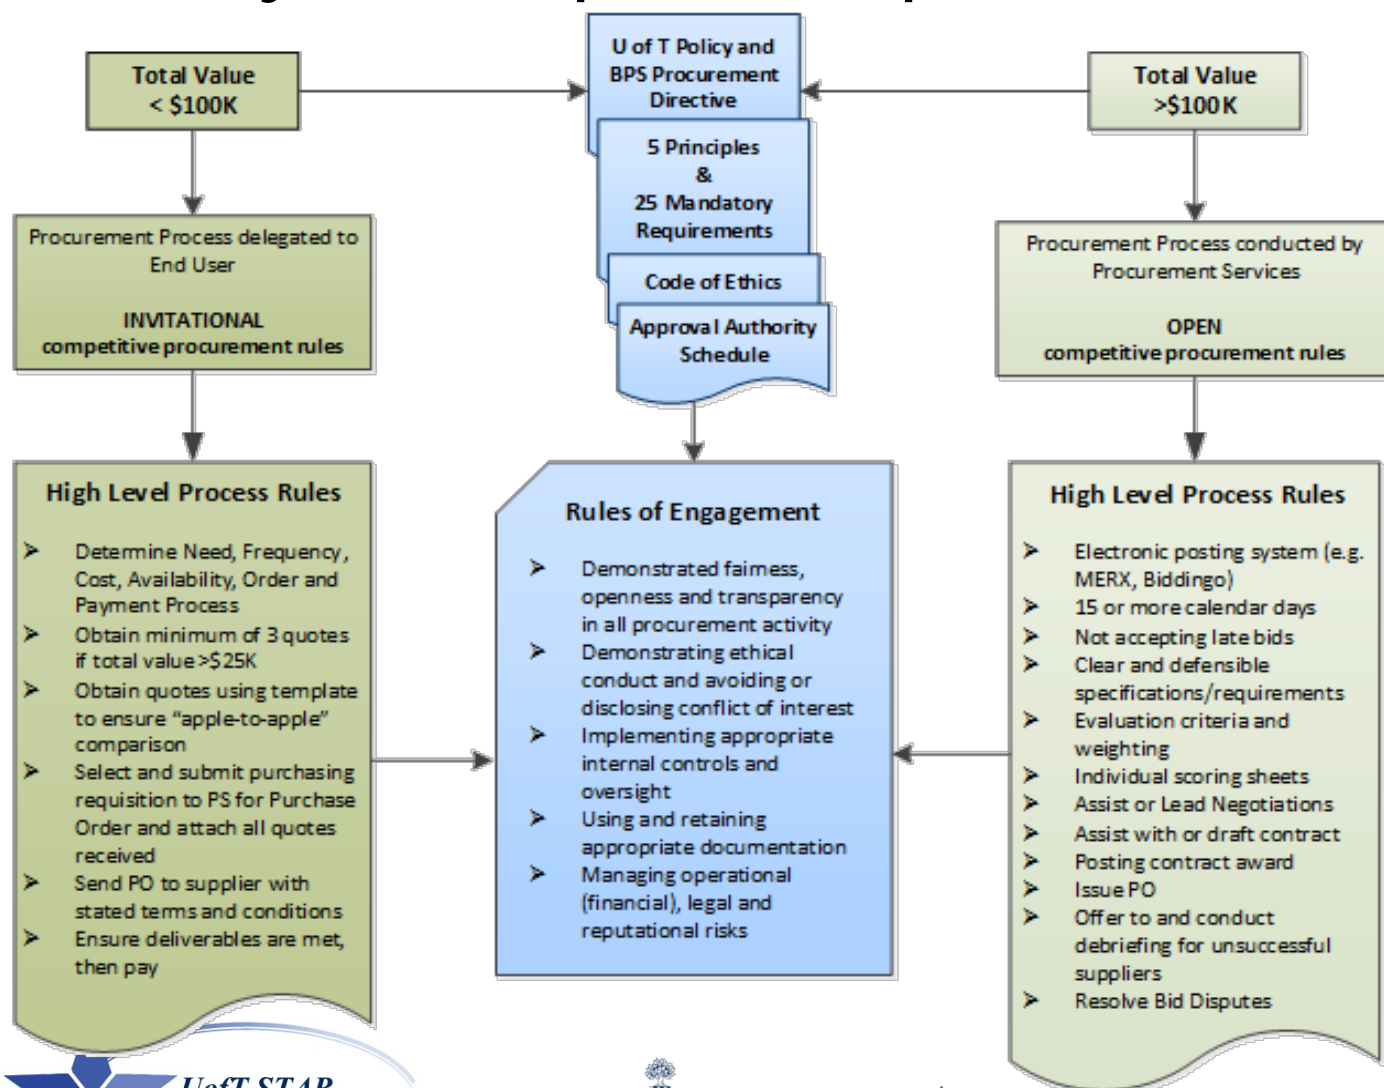 Total Value
< $100K
U of T Policy and
BPS Procurement
Directive
5 Principles
&
25 Mandatory
Requirements
Code of Ethics
Approval Authority
Schedule
Total Value
>$100K
Procurement Process delegated to
End User
INVITATIONAL
competitive procurement rules
Procurement Process conducted by
Procurement Services
OPEN
competitive procurement rules
High Level Process Rules
➢ Determine Need, Frequency,
Cost, Availability, Order and
Payment Process
➢ Obtain minimum of 3 quotes
if total value >$25K
➢ Obtain quotes using template
to ensure “apple-to-apple”
comparison
➢ Select and submit purchasing
requisition to PS for Purchase
Order and attach all quotes
received
➢ Send PO to supplier with
stated terms and conditions
➢ Ensure deliverables are met,
then pay
Rules of Engagement
➢ Demonstrated fairness,
openness and transparency
in all procurement activity
➢ Demonstrating ethical
conduct and avoiding or
disclosing conflict of interest
➢ Implementing appropriate
internal controls and
oversight
➢ Using and retaining
appropriate documentation
➢ Managing operational
(financial), legal and
reputational risks
High Level Process Rules
➢ Electronic posting system (e.g.
MERX, Biddingo)
➢ 15 or more calendar days
➢ Not accepting late bids
➢ Clear and defensible
specifications/requirements
➢ Evaluation criteria and
weighting
➢ Individual scoring sheets
➢ Assist or Lead Negotiations
➢ Assist with or draft contract
➢ Posting contract award
➢ Issue PO
➢ Offer to and conduct
debriefing for unsuccessful
suppliers
➢ Resolve Bid Disputes
UofT STAR